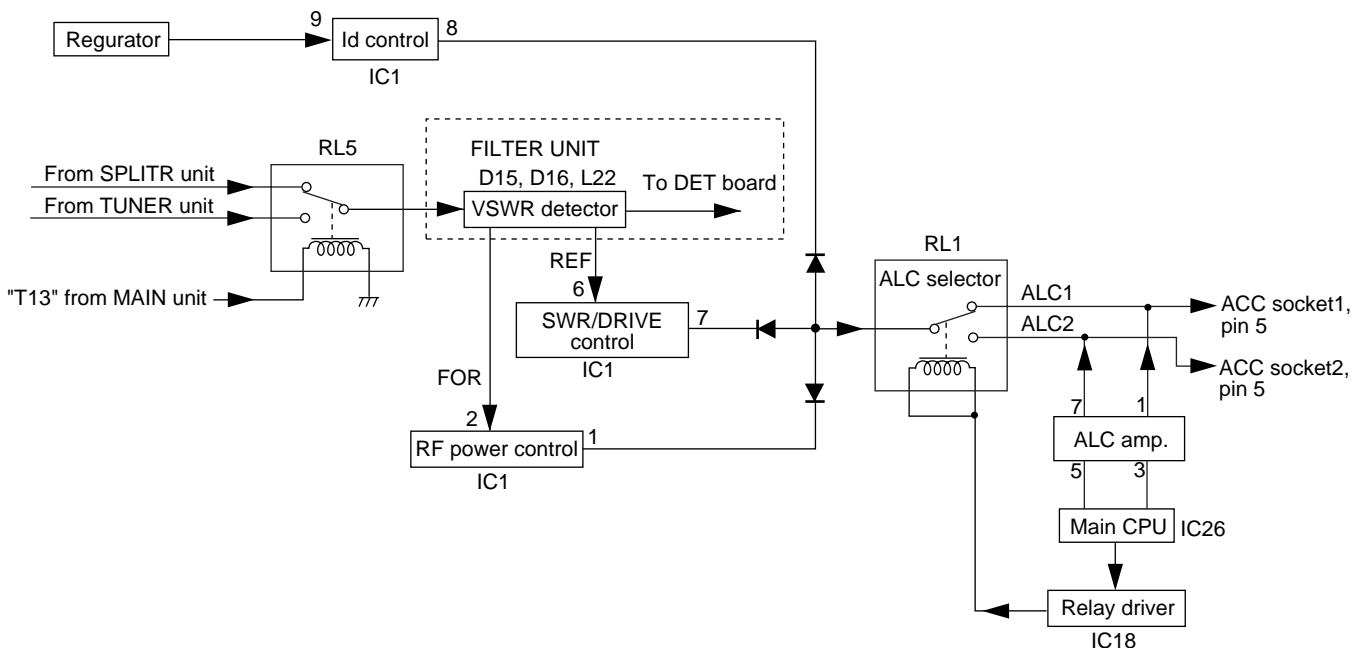 Regurator
9
Id control
8
IC1
RL5
FILTER UNIT
D15, D16, L22
From SPLITR unit
VSWR detector
To DET board
From TUNER unit
"T13" from MAIN unit
REF
6
SWR/DRIVE
control
7
IC1
FOR
2
RF power control
1
IC1
RL1
ALC selector
ALC1
ALC2
ACC socket1,
pin 5
ACC socket2,
pin 5
7
1
ALC amp.
5
3
Main CPU
IC26
Relay driver
IC18